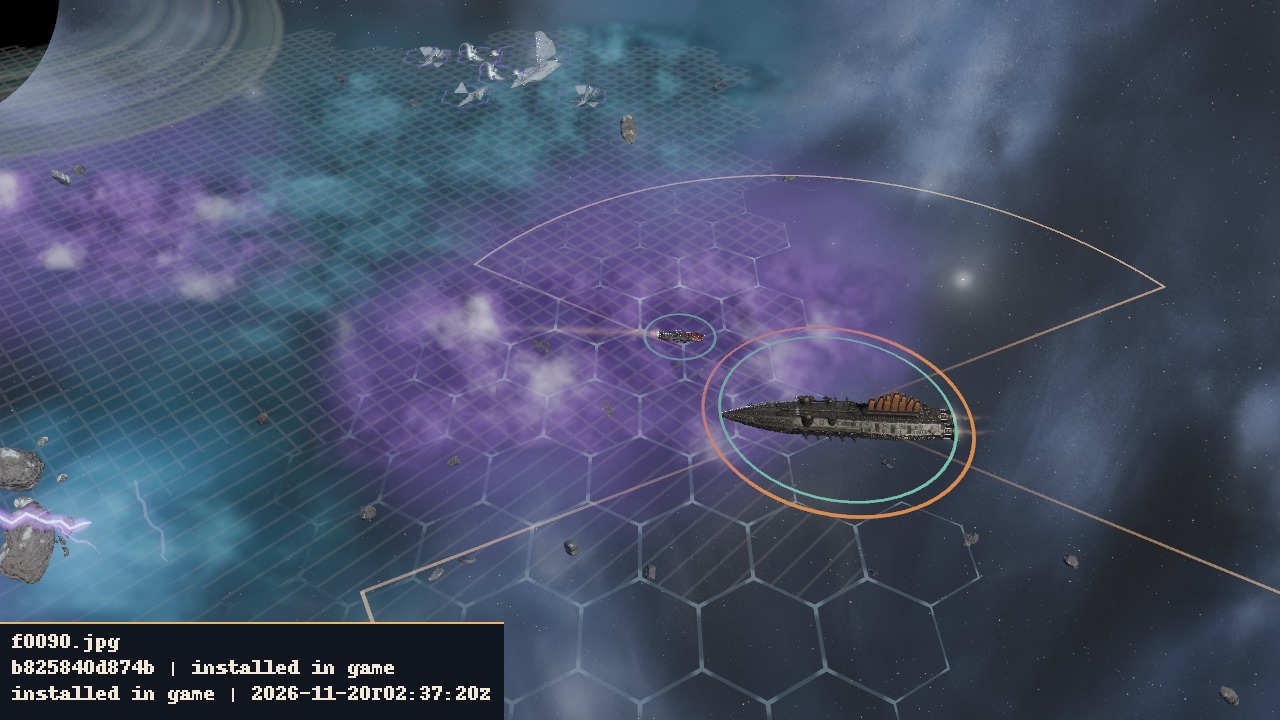 f0090.jpg
b825840d874b | installed in game
installed in game | 2026-11-20T02:37:20Z